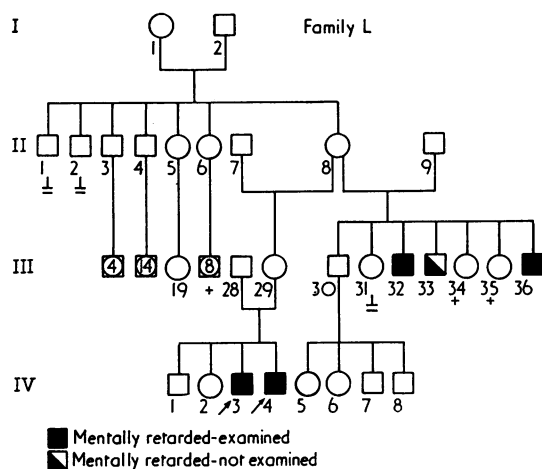 I Family L
1 2
II
1 2 3 4 5 6 7 8 9
III 4 14 8
19 + 28 29 30 31 32 33 34 35 36
+ +
IV
1 2 3 4 5 6 7 8
Mentally retarded-examined
Mentally retarded-not examined